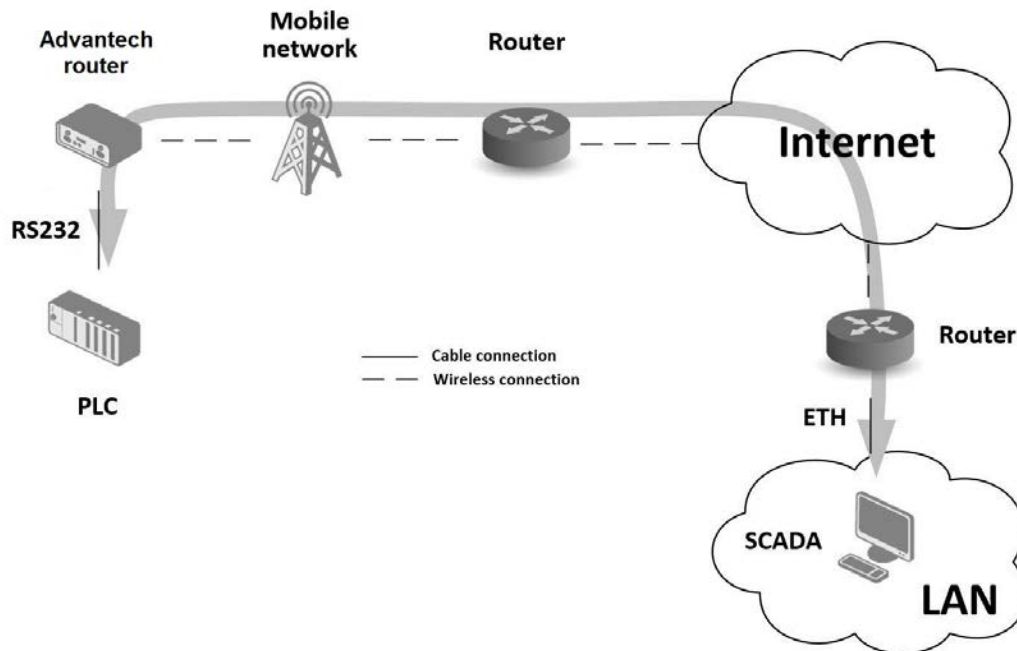 Advantech
router
Mobile
network
Router
Internet
RS232
PLC
Cable connection
Wireless connection
Router
ETH
SCADA
LAN